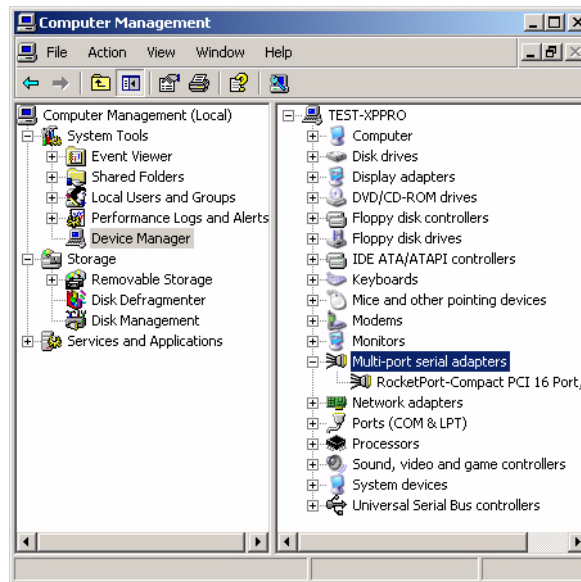 Computer Management
File Action View Window Help
Computer Management (Local)
System Tools
Event Viewer
Shared Folders
Local Users and Groups
Performance Logs and Alerts
Device Manager
Storage
Removable Storage
Disk Defragmenter
Disk Management
Services and Applications
TEST-XPPRO
Computer
Disk drives
Display adapters
DVD/CD-ROM drives
Floppy disk controllers
Floppy disk drives
IDE ATA/ATAPI controllers
Keyboards
Mice and other pointing devices
Modems
Monitors
Multi-port serial adapters
RocketPort-Compact PCI 16 Port,
Network adapters
Ports (COM & LPT)
Processors
Sound, video and game controllers
System devices
Universal Serial Bus controllers